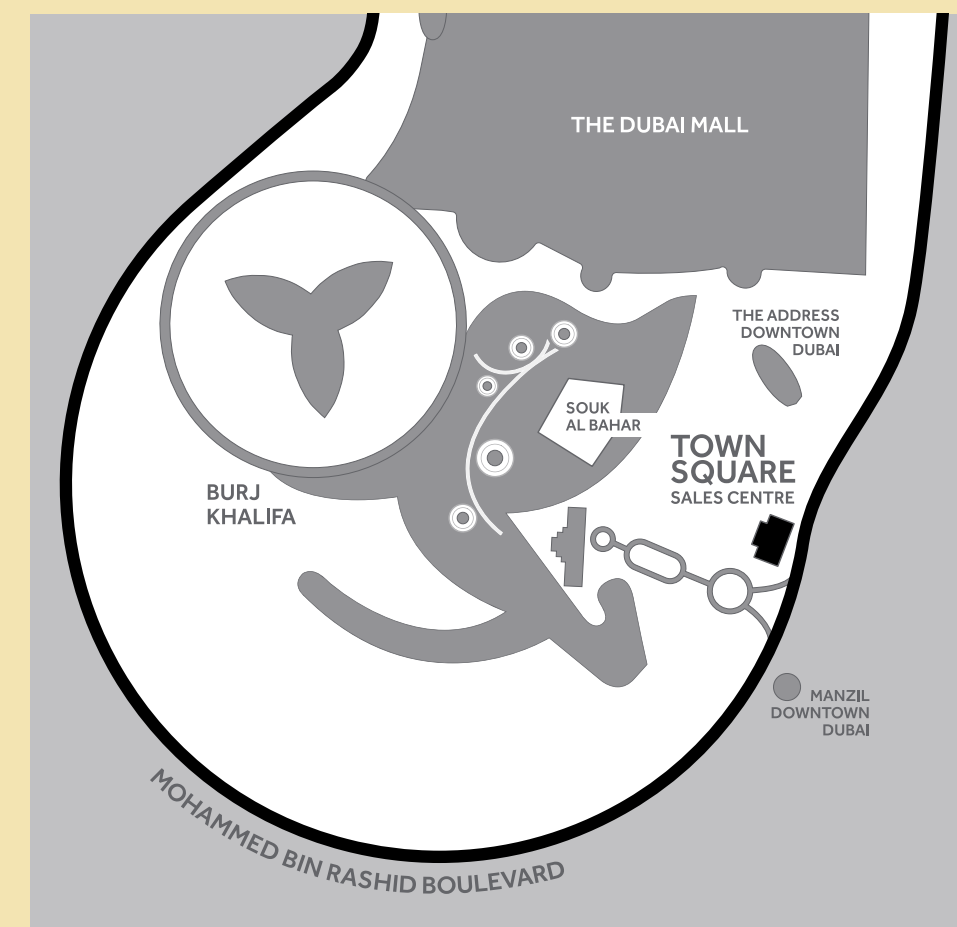 THE DUBAI MALL
THE ADDRESS
DOWNTOWN
DUBAI
SOUK
AL BAHAR
TOWN
SQUARE
SALES CENTRE
BURJ
KHALIFA
MANZIL
DOWNTOWN
DUBAI
MOHAMMED BIN RASHID BOULEVARD